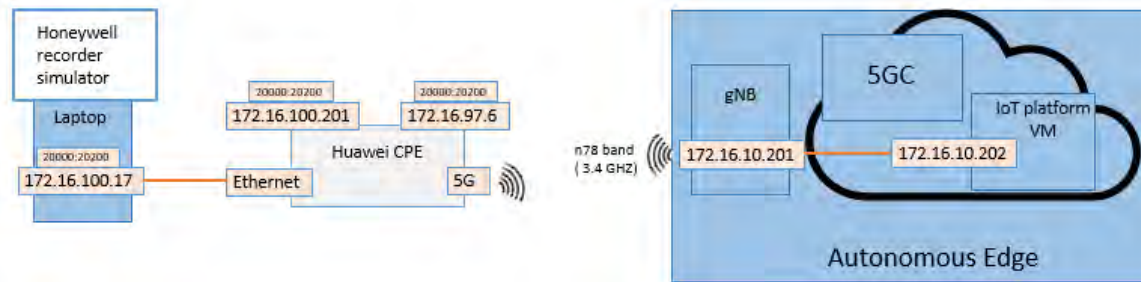 Honeywell
recorder
simulator
Laptop
20000:20200
172.16.100.17
20000:20200
172.16.100.201
20000:20200
172.16.97.6
Huawei CPE
Ethernet
5G
n78 band
( 3.4 GHZ)
gNB
172.16.10.201
5GC
IoT platform
VM
172.16.10.202
Autonomous Edge